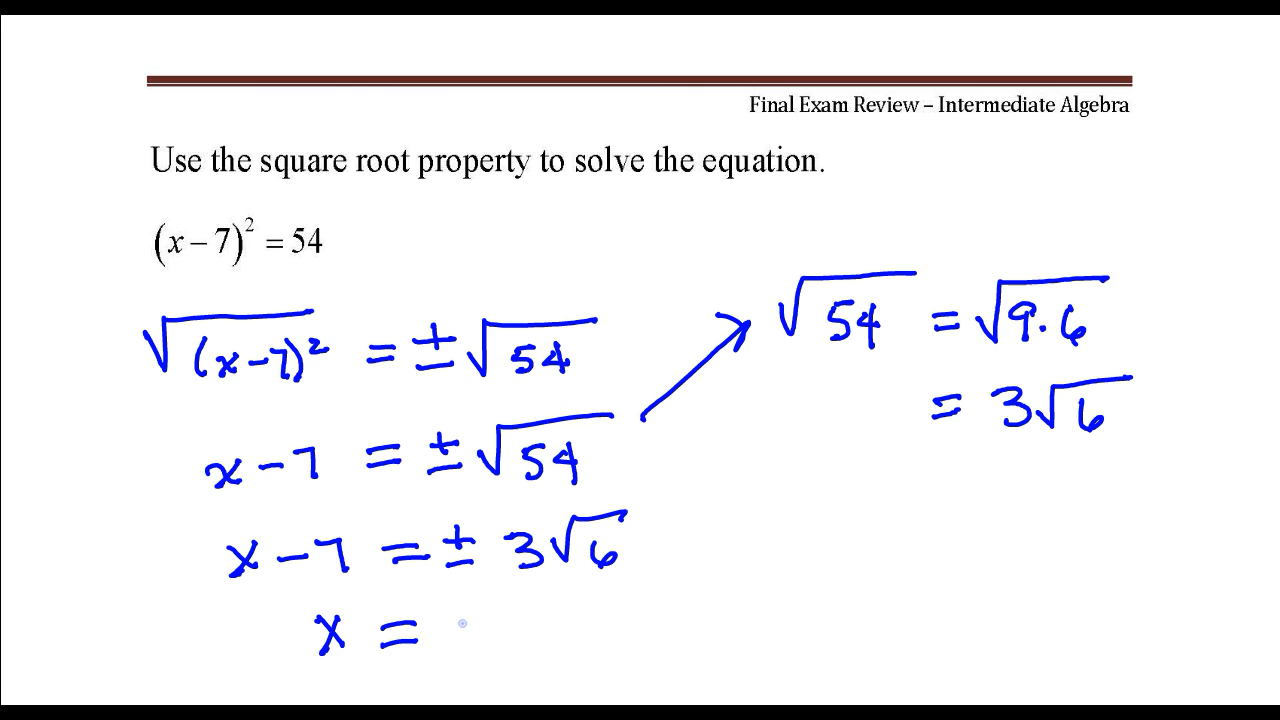 Final Exam Review – Intermediate Algebra
Use the square root property to solve the equation.
(x – 7)² = 54
√(x – 7)² = ± √54
x – 7 = ± √54
x – 7 = ± 3√6
x =
√54 = √9·6
= 3√6